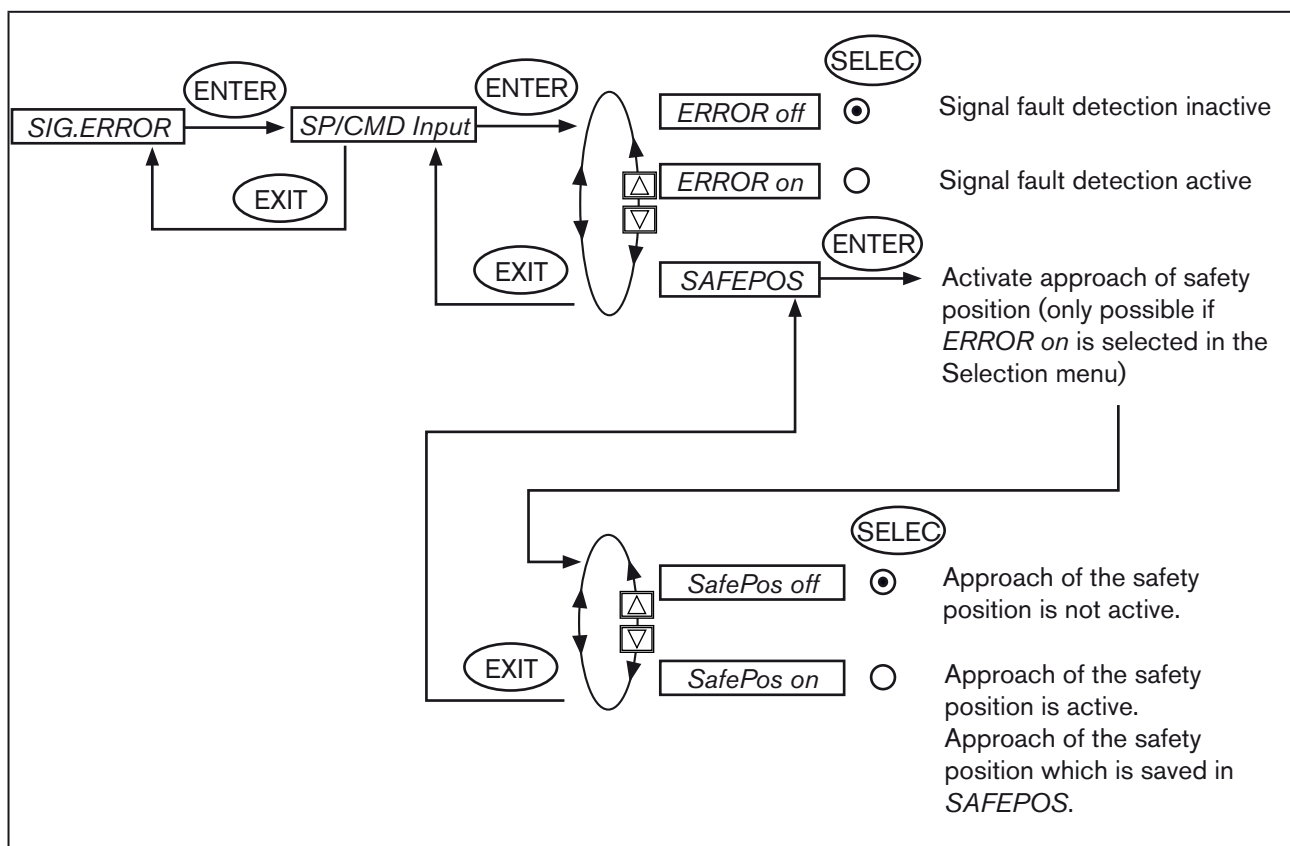 SELEC
ENTER
ENTER
ERROR off
Signal fault detection inactive
SIG.ERROR
SP/CMD Input
ERROR on
Signal fault detection active
EXIT
ENTER
EXIT
SAFEPOS
Activate approach of safety
position (only possible if
ERROR on is selected in the
Selection menu)
SELEC
SafePos off
Approach of the safety
position is not active.
EXIT
SafePos on
Approach of the safety
position is active.
Approach of the safety
position which is saved in
SAFEPOS.